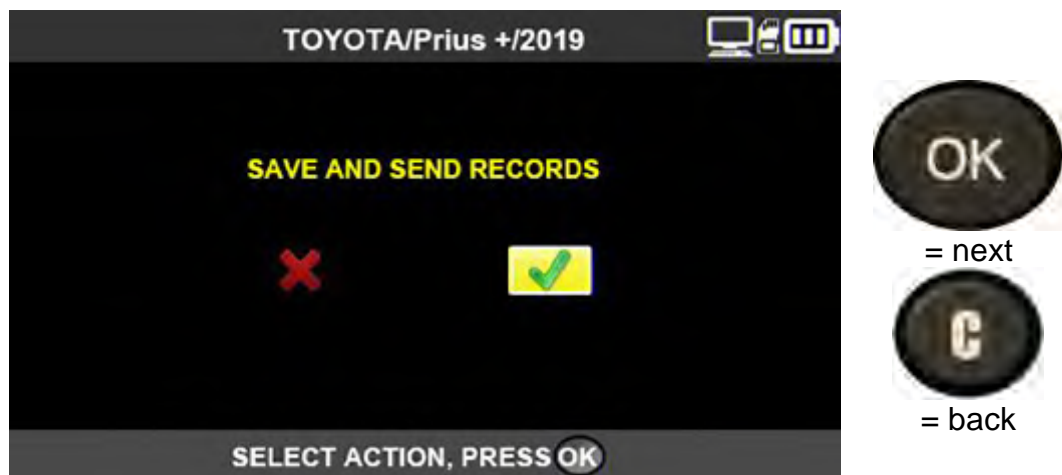 TOYOTA/Prius +/2019
SAVE AND SEND RECORDS
SELECT ACTION, PRESS OK
OK
= next
C
= back